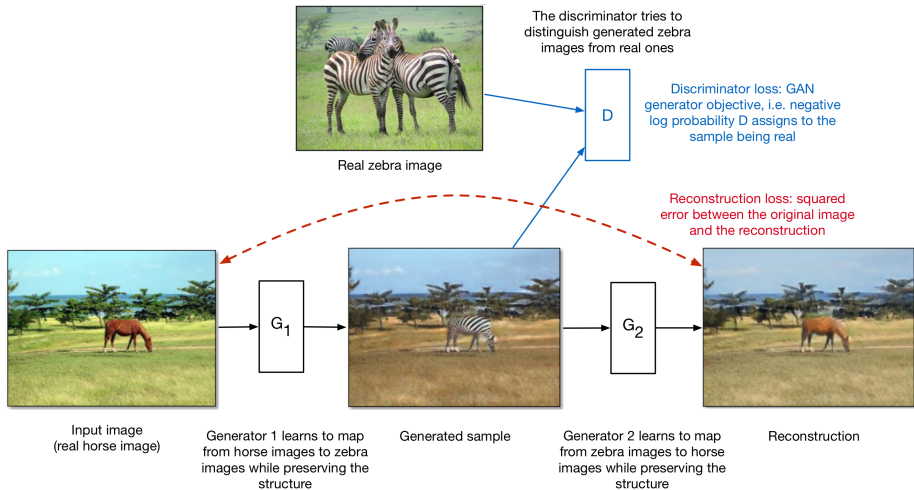 The discriminator tries to
distinguish generated zebra
images from real ones
D
Discriminator loss: GAN
generator objective, i.e. negative
log probability D assigns to the
sample being real
Real zebra image
Reconstruction loss: squared
error between the original image
and the reconstruction
G1
G2
Input image
(real horse image)
Generator 1 learns to map
from horse images to zebra
images while preserving the
structure
Generated sample
Generator 2 learns to map
from zebra images to horse
images while preserving the
structure
Reconstruction